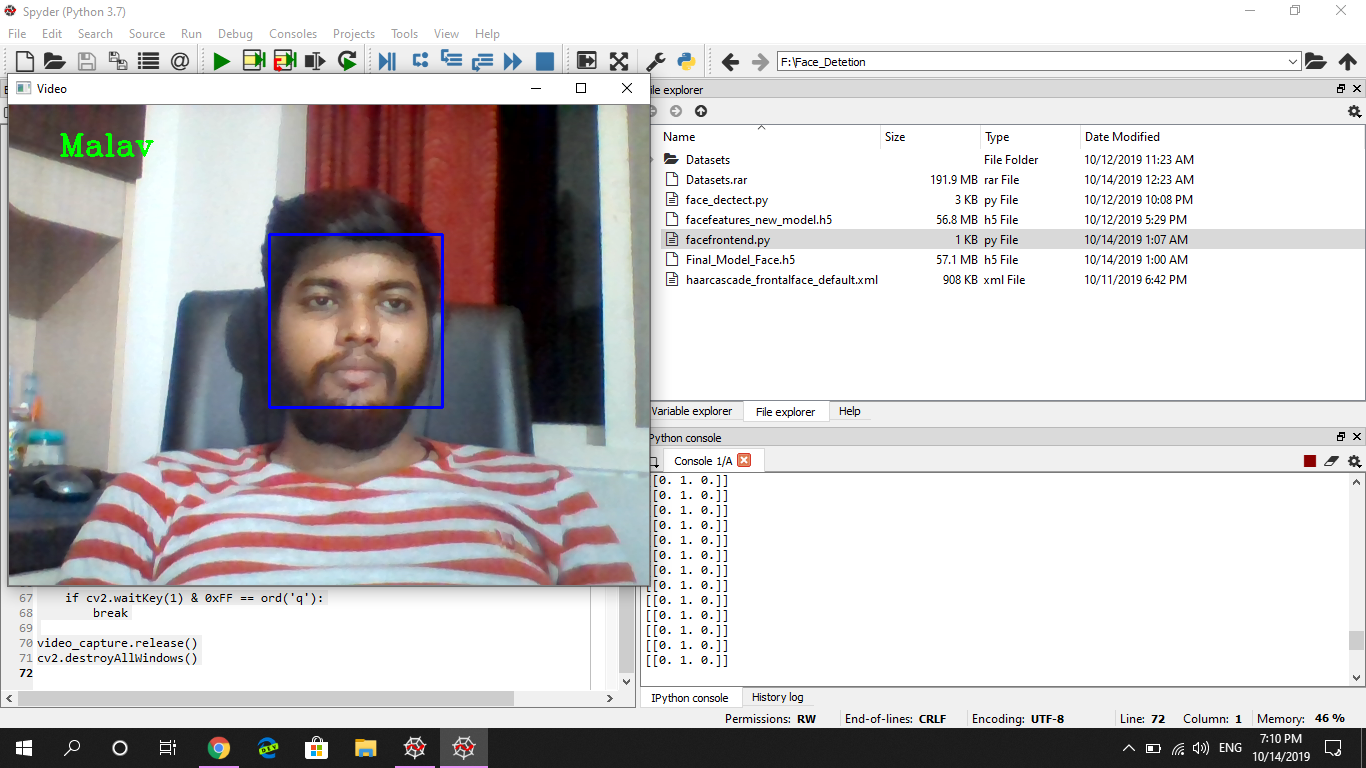 Spyder (Python 3.7)
File Edit Search Source Run Debug Consoles Projects Tools View Help
F:\Face_Detetion
Video
Malav
67 if cv2.waitKey(1) & 0xFF == ord('q'):
68 break
69
70 video_capture.release()
71 cv2.destroyAllWindows()
72
file explorer
Name Size Type Date Modified
Datasets File Folder 10/12/2019 11:23 AM
Datasets.rar 191.9 MB rar File 10/14/2019 12:23 AM
face_dectect.py 3 KB py File 10/12/2019 10:08 PM
facefeatures_new_model.h5 56.8 MB h5 File 10/12/2019 5:29 PM
facefrontend.py 1 KB py File 10/14/2019 1:07 AM
Final_Model_Face.h5 57.1 MB h5 File 10/14/2019 1:00 AM
haarcascade_frontalface_default.xml 908 KB xml File 10/11/2019 6:42 PM
Variable explorer File explorer Help
Python console
Console 1/A
[[0. 1. 0.]]
[[0. 1. 0.]]
[[0. 1. 0.]]
[[0. 1. 0.]]
[[0. 1. 0.]]
[[0. 1. 0.]]
[[0. 1. 0.]]
[[0. 1. 0.]]
[[0. 1. 0.]]
[[0. 1. 0.]]
[[0. 1. 0.]]
[[0. 1. 0.]]
[[0. 1. 0.]]
IPython console History log
Permissions: RW End-of-lines: CRLF Encoding: UTF-8 Line: 72 Column: 1 Memory: 46 %
ENG
7:10 PM
10/14/2019